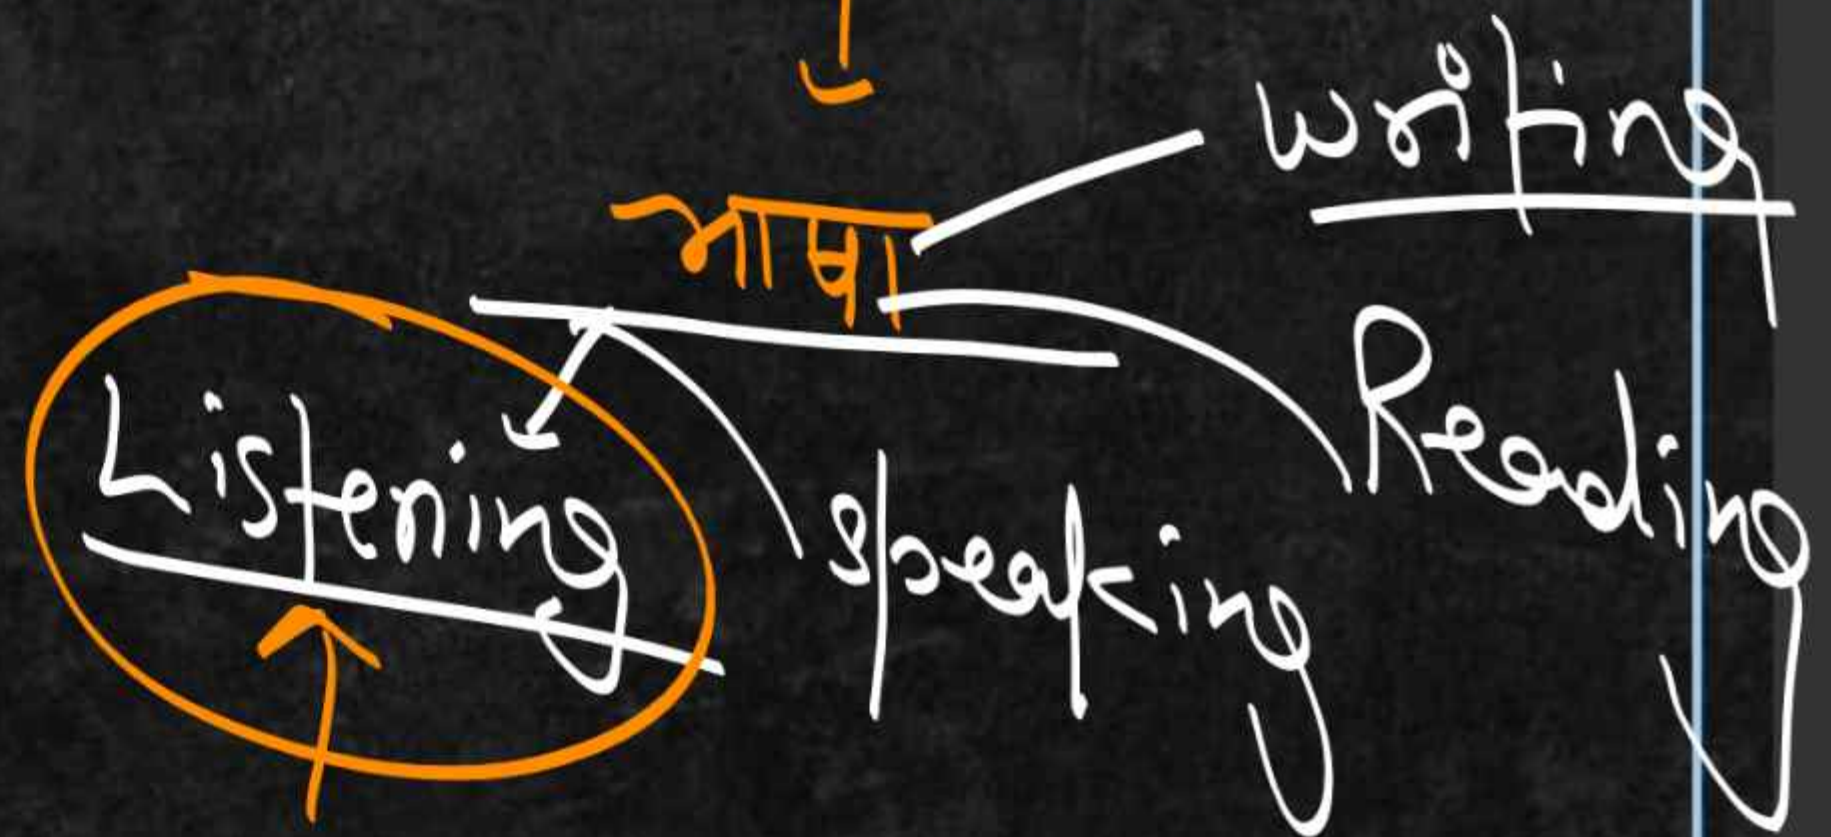 writing
भाषा
Reading
Listening
speaking